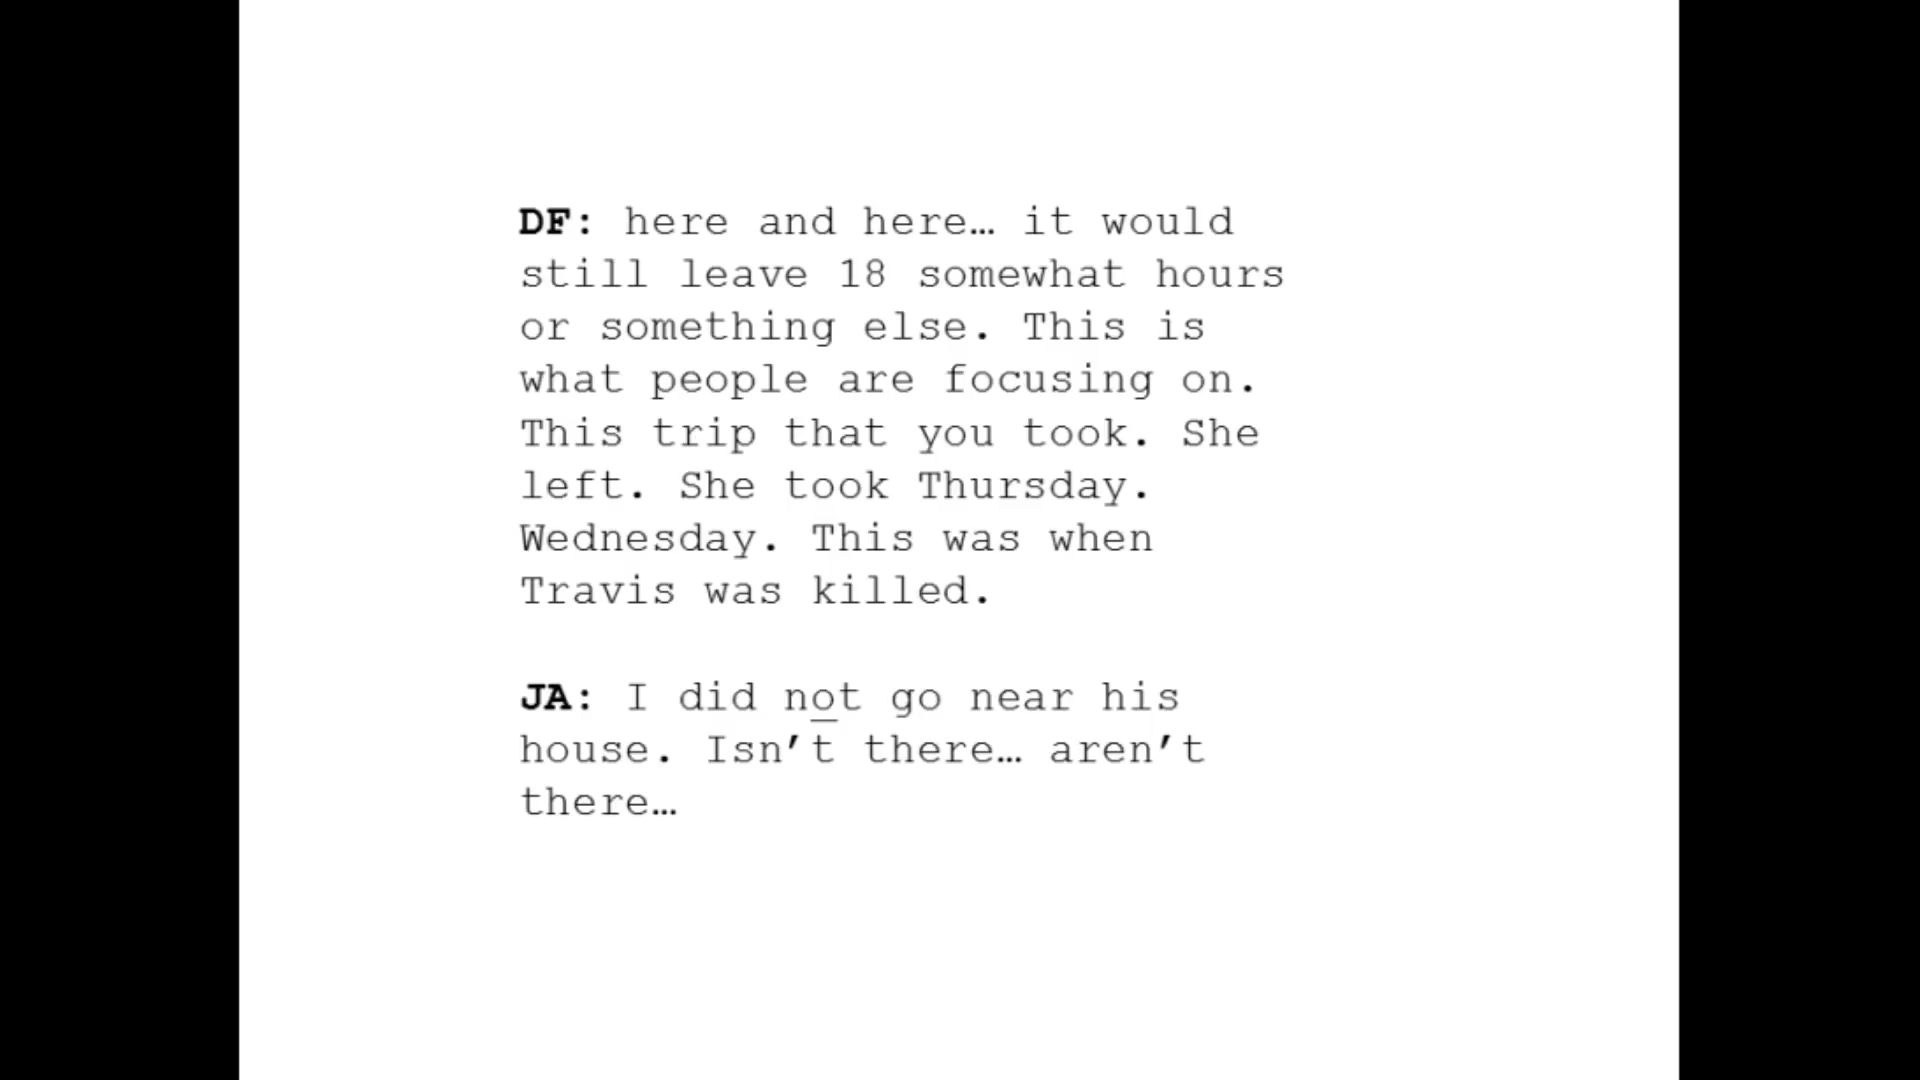 DF: here and here… it would
still leave 18 somewhat hours
or something else. This is
what people are focusing on.
This trip that you took. She
left. She took Thursday.
Wednesday. This was when
Travis was killed.
JA: I did not go near his
house. Isn’t there… aren’t
there…